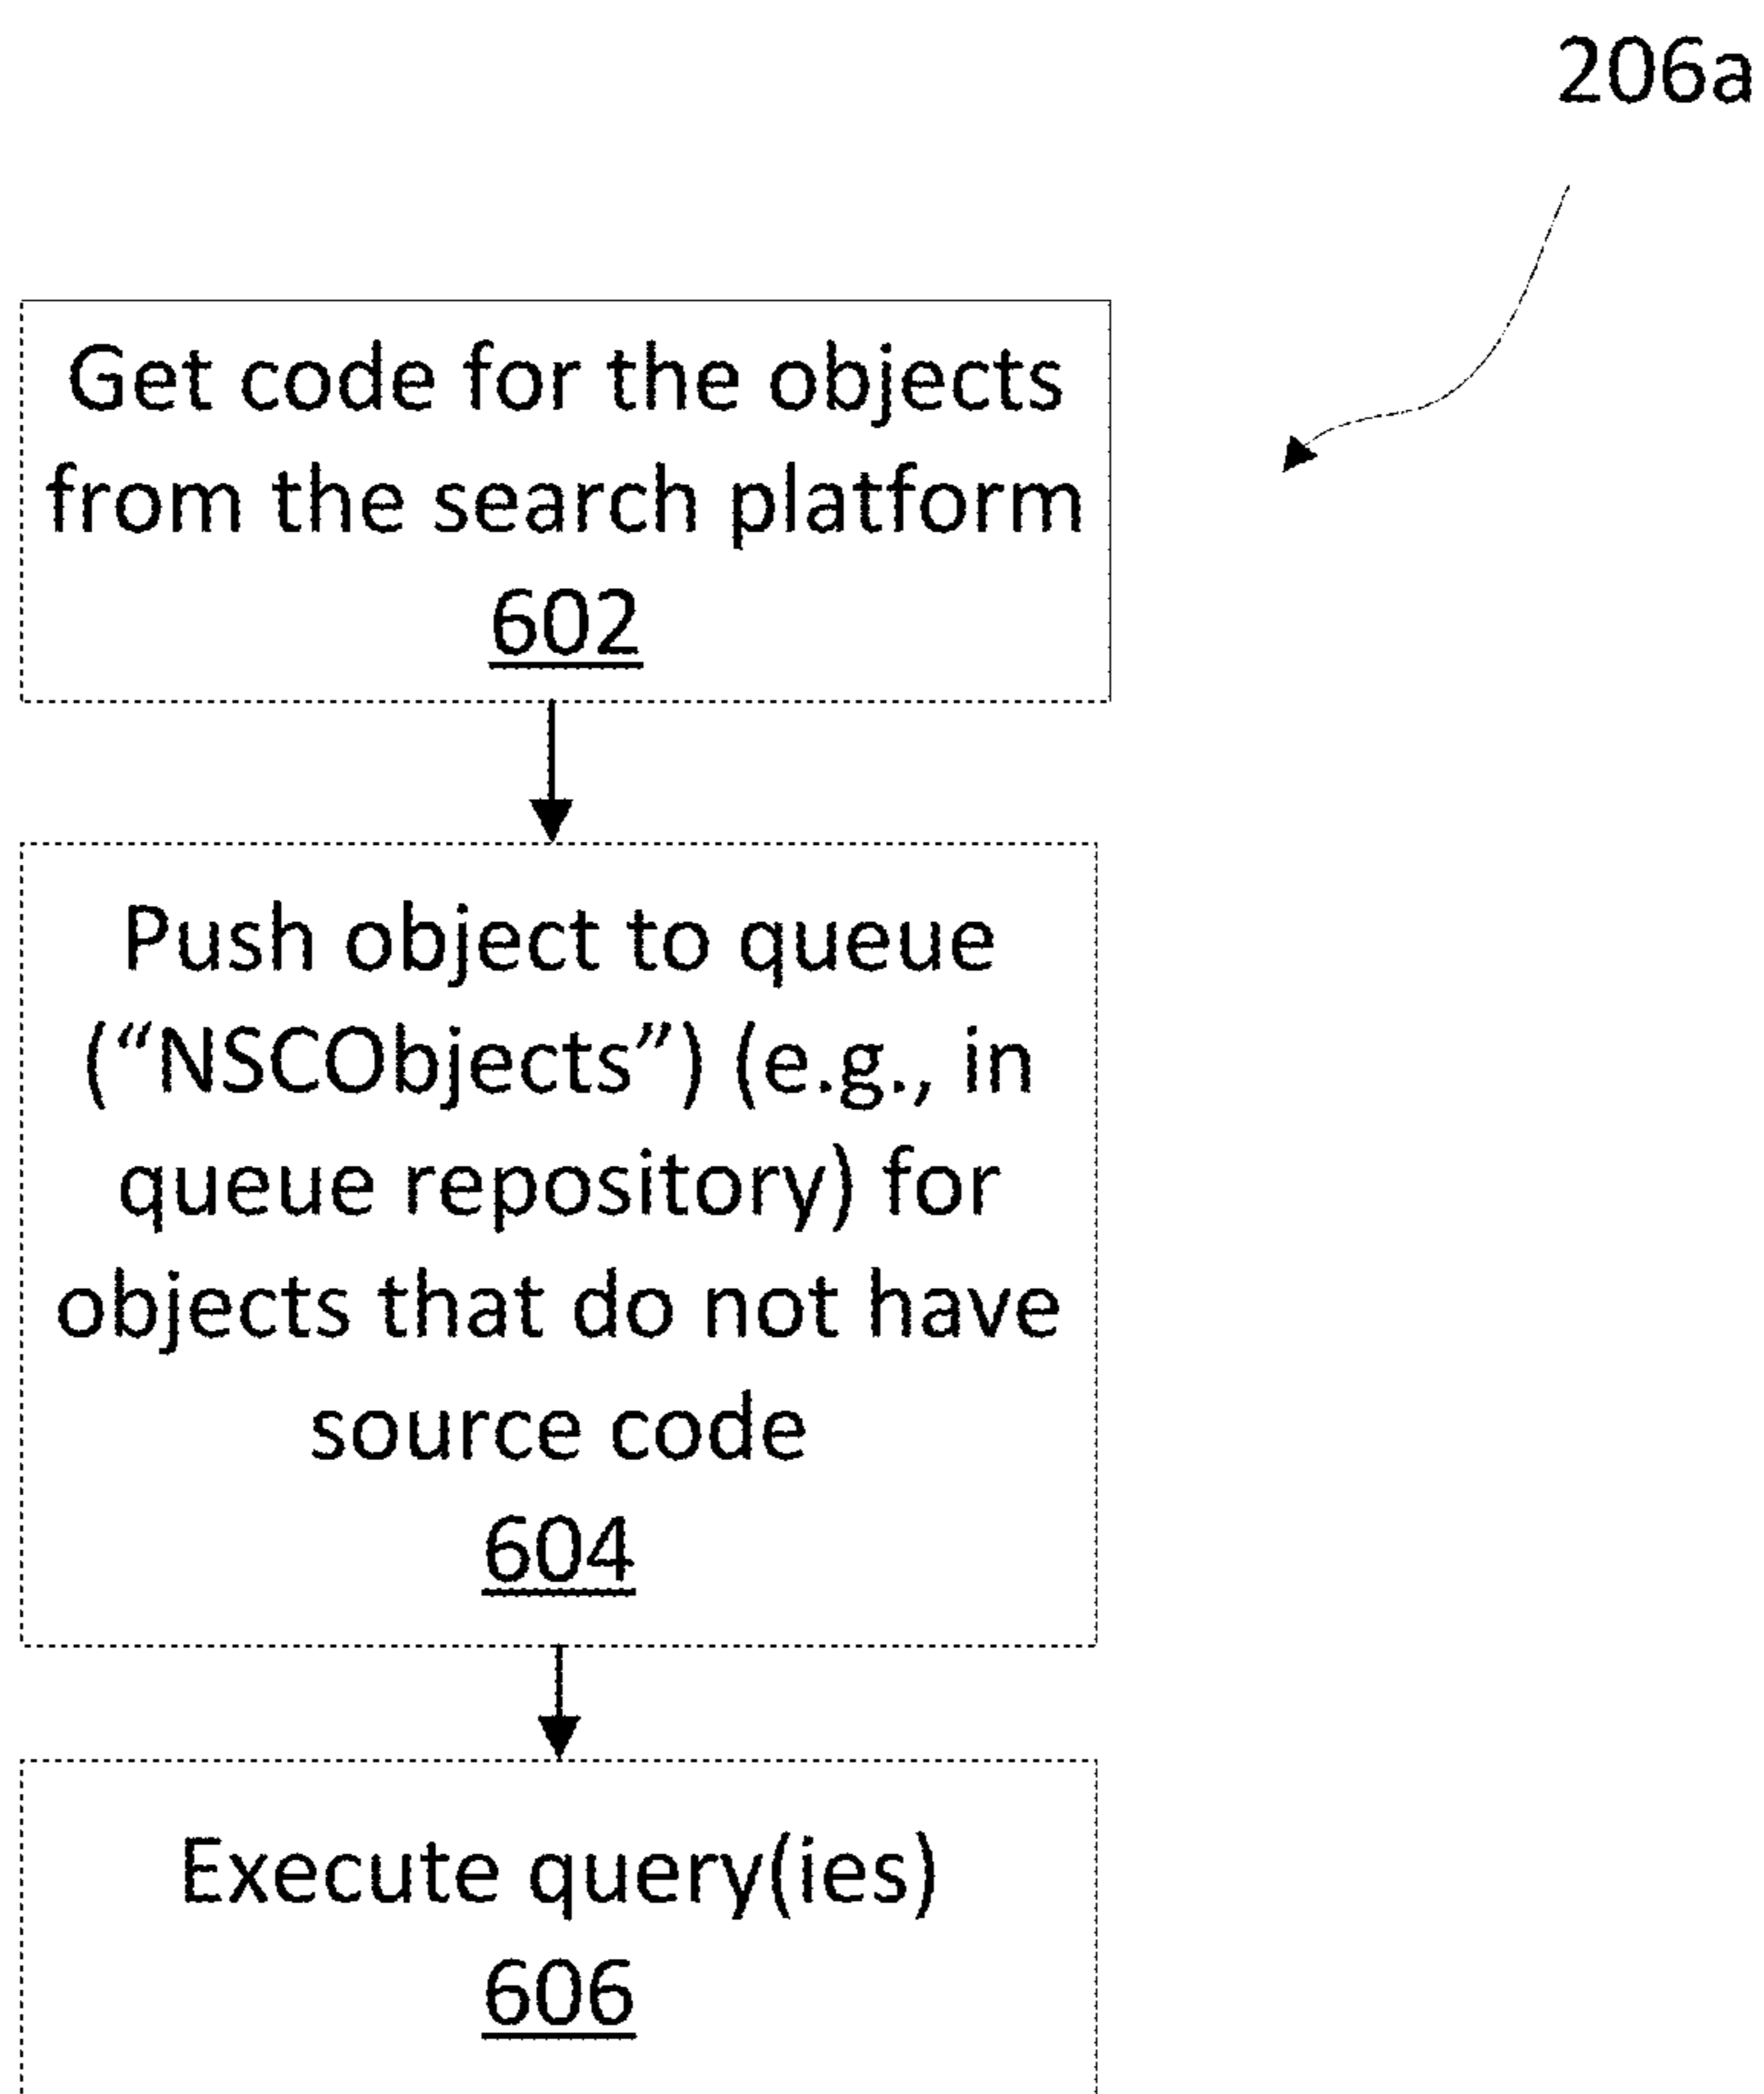 206a
Get code for the objects
from the search platform
602
Push object to queue
(“NSCObjects”) (e.g., in
queue repository) for
objects that do not have
source code
604
Execute query(ies)
606